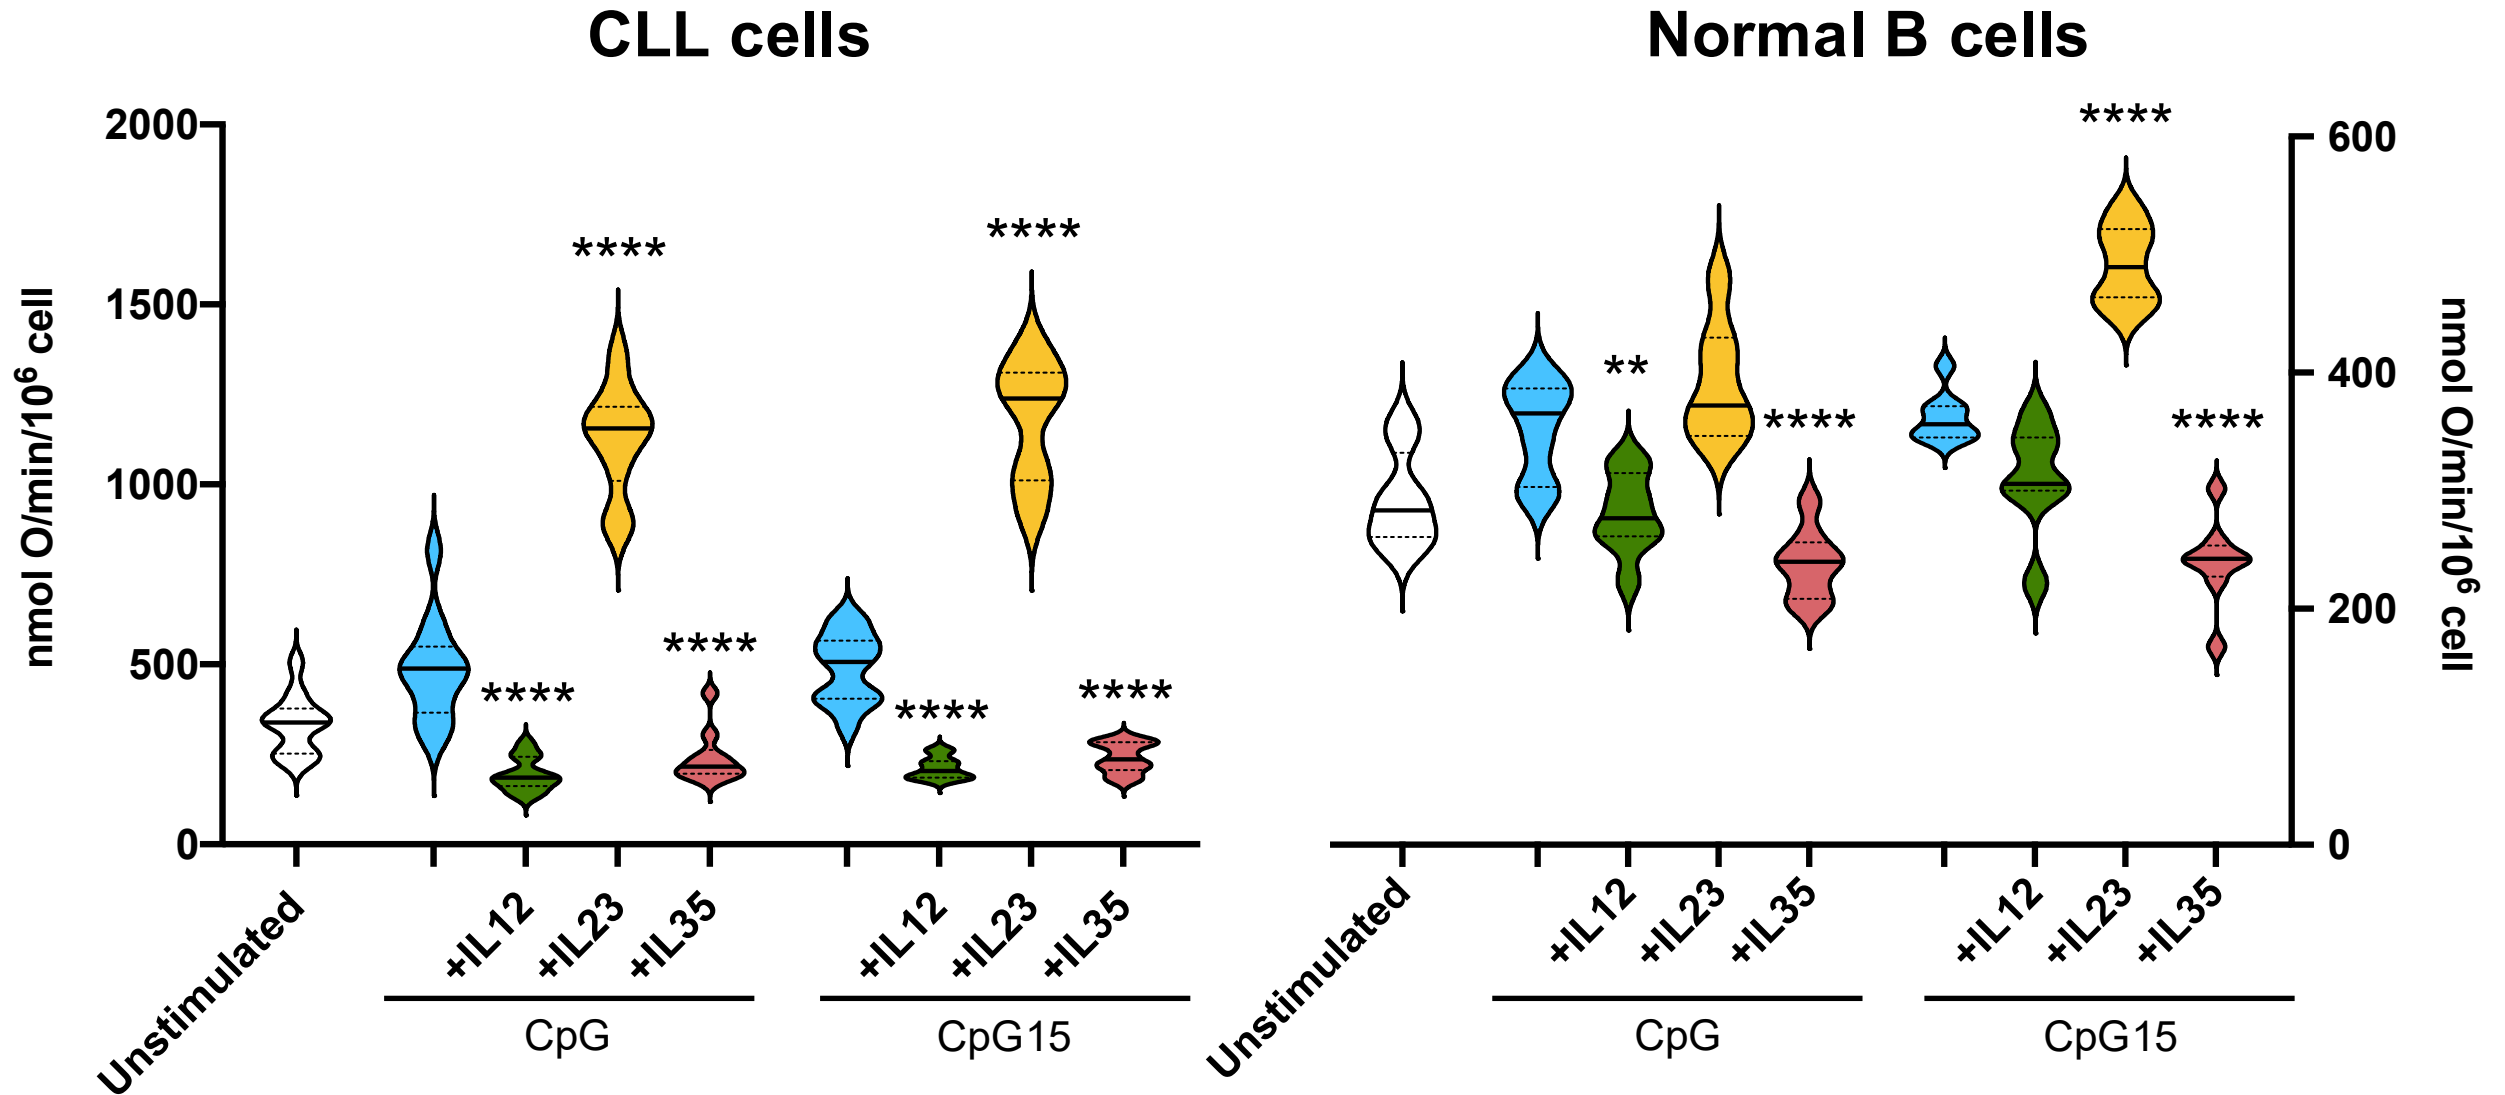 CLL cells
Normal B cells
nmol O/min/10⁶ cell
2000
1500
1000
500
0
****
****
****
****
****
****
Unstimulated
+IL12
+IL23
+IL35
+IL12
+IL23
+IL35
CpG
CpG15
**
****
****
****
Unstimulated
+IL12
+IL23
+IL35
+IL12
+IL23
+IL35
CpG
CpG15
600
400
200
0
nmol O/min/10⁶ cell